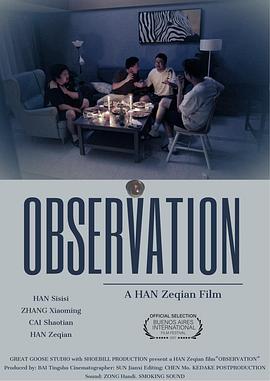 OBSERVATION
A HAN Zeqian Film
HAN Sisisi
ZHANG Xiaoming
CAI Shaotian
HAN Zeqian
OFFICIAL SELECTION
BUENOS AIRES
INTERNATIONAL
FILM FESTIVAL
GREAT GOOSE STUDIO with SHOEBILL PRODUCTION present a HAN Zeqian film"OBSERVATION"
Produced by: BAI Tingshu Cinematographer: SUN Jianxi Editing: CHEN Mo. KEDAKE POSTPRODUCTION
Sound: ZONG Handi. SMOKING SOUND